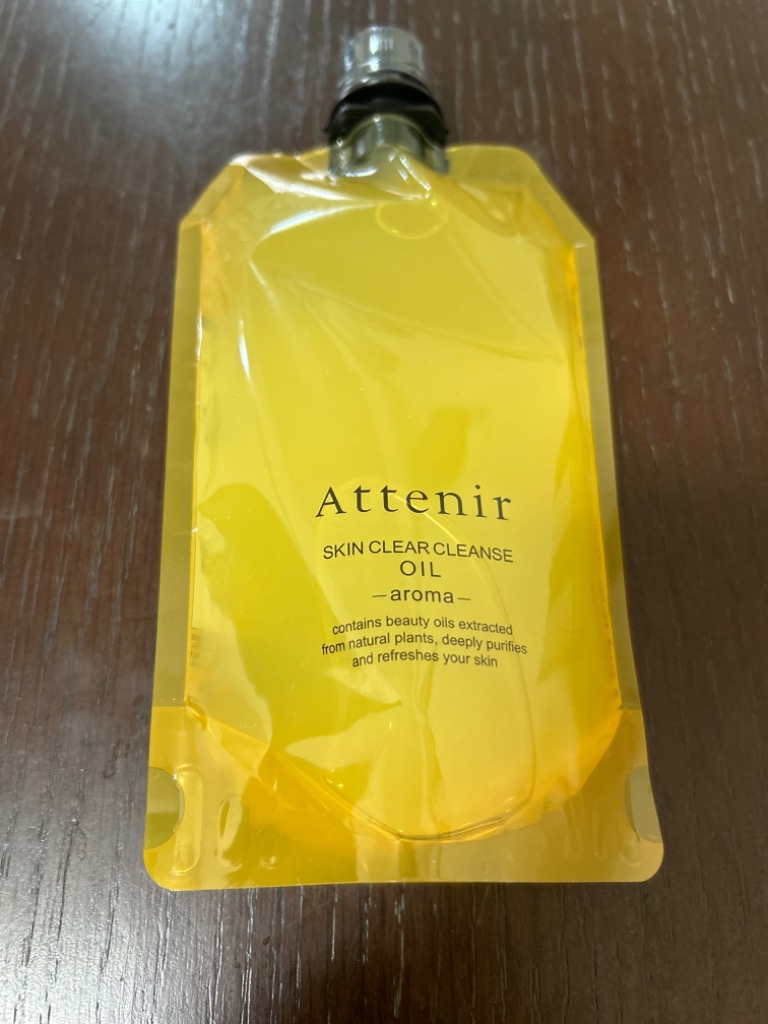 Attenir
SKIN CLEAR CLEANSE
OIL
—aroma—
contains beauty oils extracted
from natural plants, deeply purifies
and refreshes your skin